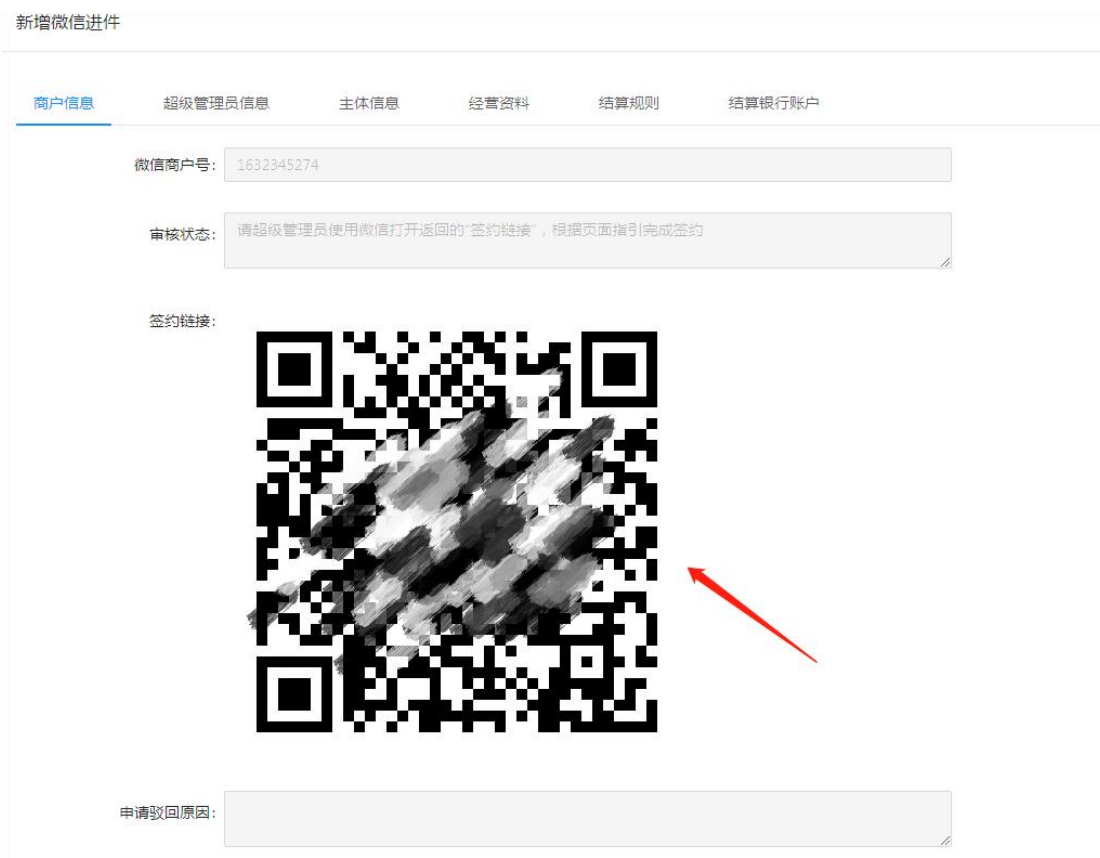 新增微信进件
商户信息 超级管理员信息 主体信息 经营资料 结算规则 结算银行账户
微信商户号: 1632345274
审核状态: 请超级管理员使用微信打开返回的"签约链接"，根据页面指引完成签约
签约链接:
申请驳回原因: